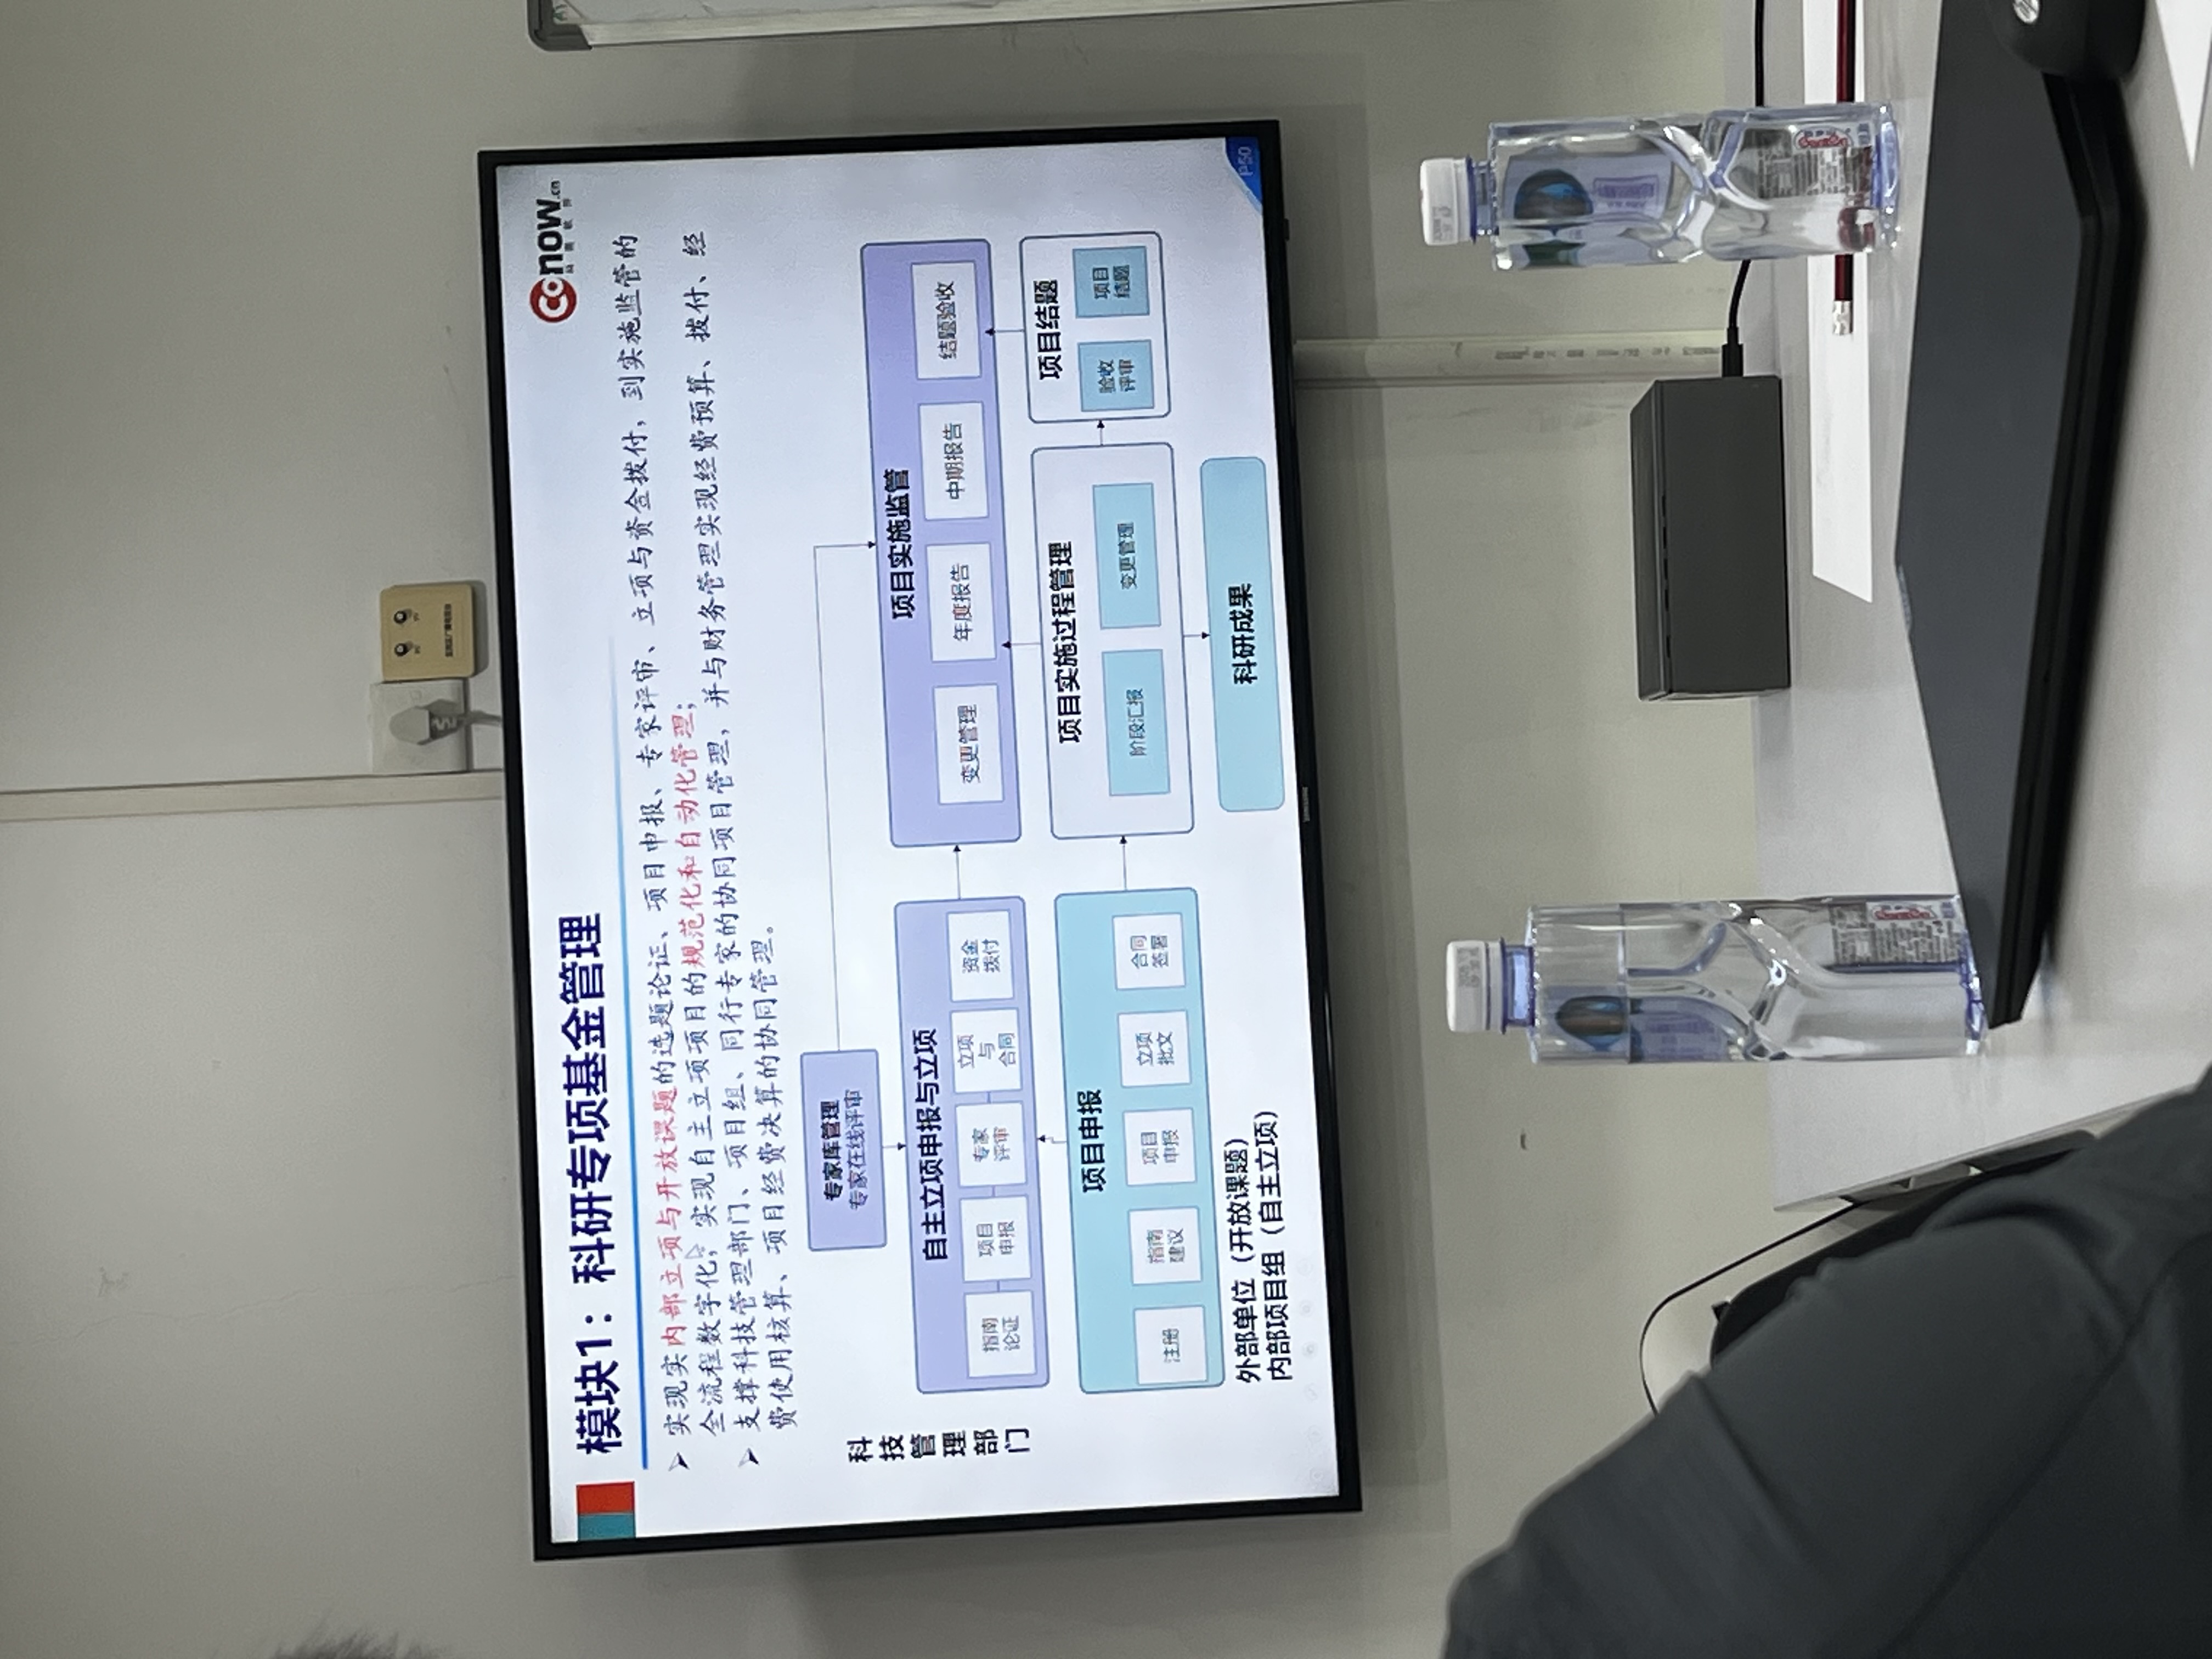 conow.cn
模块1：科研专项基金管理
➢ 实现实内部立项与开放课题的选题论证、项目申报、专家评审、立项与资金拨付，到实施监管的
全流程数字化，实现自主立项项目的规范化和自动化管理；
➢ 支撑科技管理部门、项目组、同行专家的协同项目管理，并与财务管理实现经费预算、拨付、经
费使用核算、项目经费决算的协同管理。
科技管理部门
专家库管理
专家在线评审
自主立项申报与立项
指南
论证
项目
申报
专家
评审
立项
与
合同
资金
拨付
项目实施监管
变更管理
年度报告
中期报告
结题验收
项目申报
注册
指南
建议
项目
申报
立项
批文
合同
签署
项目实施过程管理
阶段汇报
变更管理
项目结题
验收
评审
项目
结题
科研成果
外部单位（开放课题）
内部项目组（自主立项）
P50
SAMSUNG